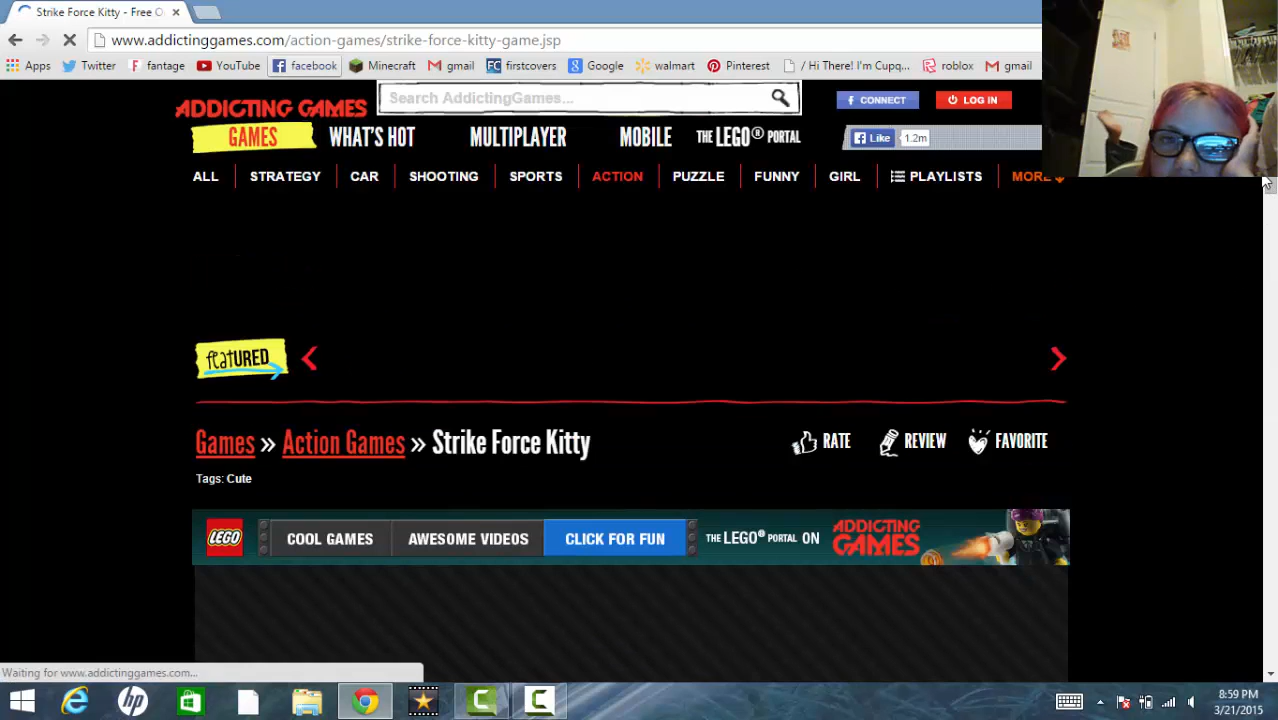 Strike Force Kitty - Free O
www.addictinggames.com/action-games/strike-force-kitty-game.jsp
Apps Twitter fantage YouTube facebook Minecraft gmail FC firstcovers Google walmart Pinterest / Hi There! I'm Cupq... roblox gmail
ADDICTING GAMES Search AddictingGames... CONNECT LOG IN
GAMES WHAT'S HOT MULTIPLAYER MOBILE THE LEGO® PORTAL Like 1.2m
ALL STRATEGY CAR SHOOTING SPORTS ACTION PUZZLE FUNNY GIRL PLAYLISTS MORE
featURED
Games » Action Games » Strike Force Kitty RATE REVIEW FAVORITE
Tags: Cute
LEGO COOL GAMES AWESOME VIDEOS CLICK FOR FUN THE LEGO® PORTAL ON ADDICTING GAMES
Waiting for www.addictinggames.com...
8:59 PM
3/21/2015